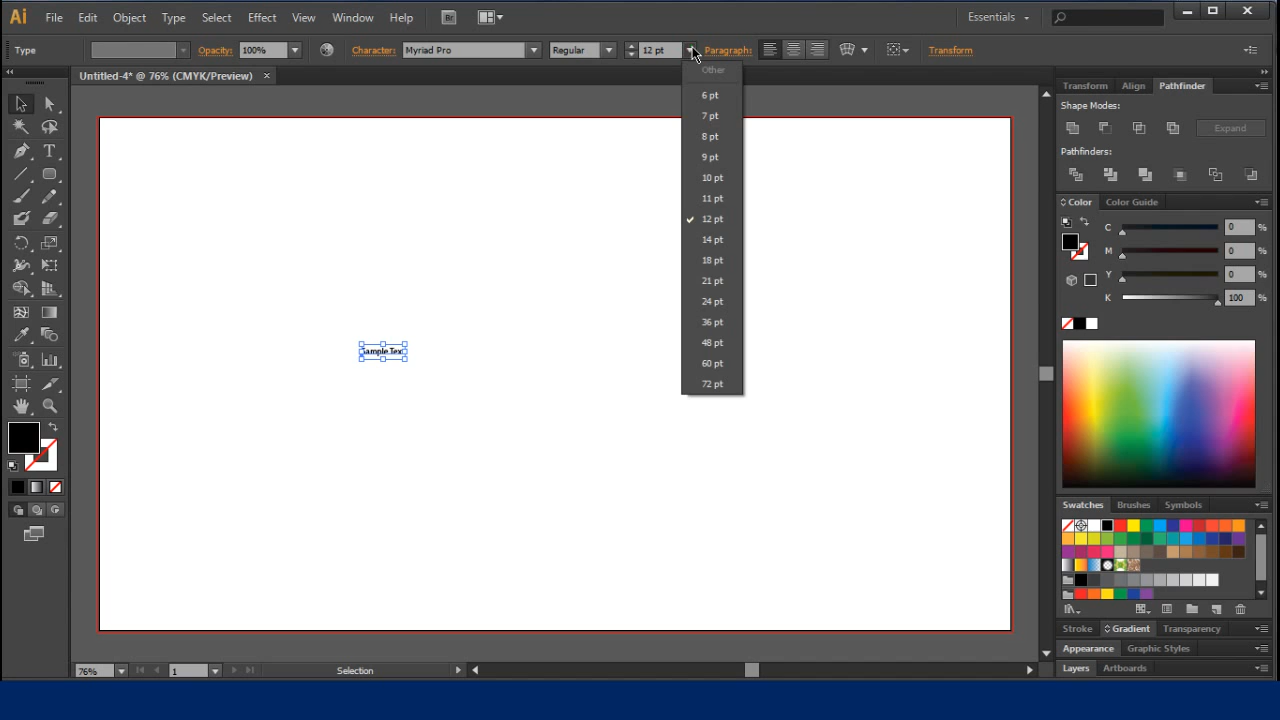 Ai File Edit Object Type Select Effect View Window Help Br Essentials
Type Opacity: 100% Characters: Myriad Pro Regular 12 pt Paragraph: Transform
Untitled-4* @ 76% (CMYK/Preview) ×
Other
6 pt
7 pt
8 pt
9 pt
10 pt
11 pt
12 pt
14 pt
18 pt
21 pt
24 pt
36 pt
48 pt
60 pt
72 pt
Sample Text
Transform Align Pathfinder
Shape Modes:
Expand
Pathfinders:
Color Color Guide
C 0 %
M 0 %
Y 0 %
K 100 %
Swatches Brushes Symbols
Stroke Gradient Transparency
Appearance Graphic Styles
Layers Artboards
76% 1 Selection